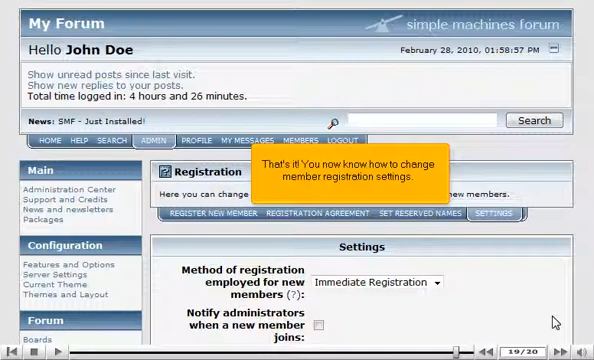 My Forum
simple machines forum
Hello John Doe
February 28, 2010, 01:58:57 PM
Show unread posts since last visit.
Show new replies to your posts.
Total time logged in: 4 hours and 26 minutes.
News: SMF - Just Installed!
Search
HOME HELP SEARCH ADMIN PROFILE MY MESSAGES MEMBERS LOGOUT
That's it! You now know how to change
member registration settings.
Main
Administration Center
Support and Credits
News and newsletters
Packages
Registration
Here you can change
new members.
REGISTER NEW MEMBER REGISTRATION AGREEMENT SET RESERVED NAMES SETTINGS
Configuration
Features and Options
Server Settings
Current Theme
Themes and Layout
Settings
Method of registration
employed for new
members (?):
Immediate Registration
Notify administrators
when a new member
joins:
Forum
Boards
19/20